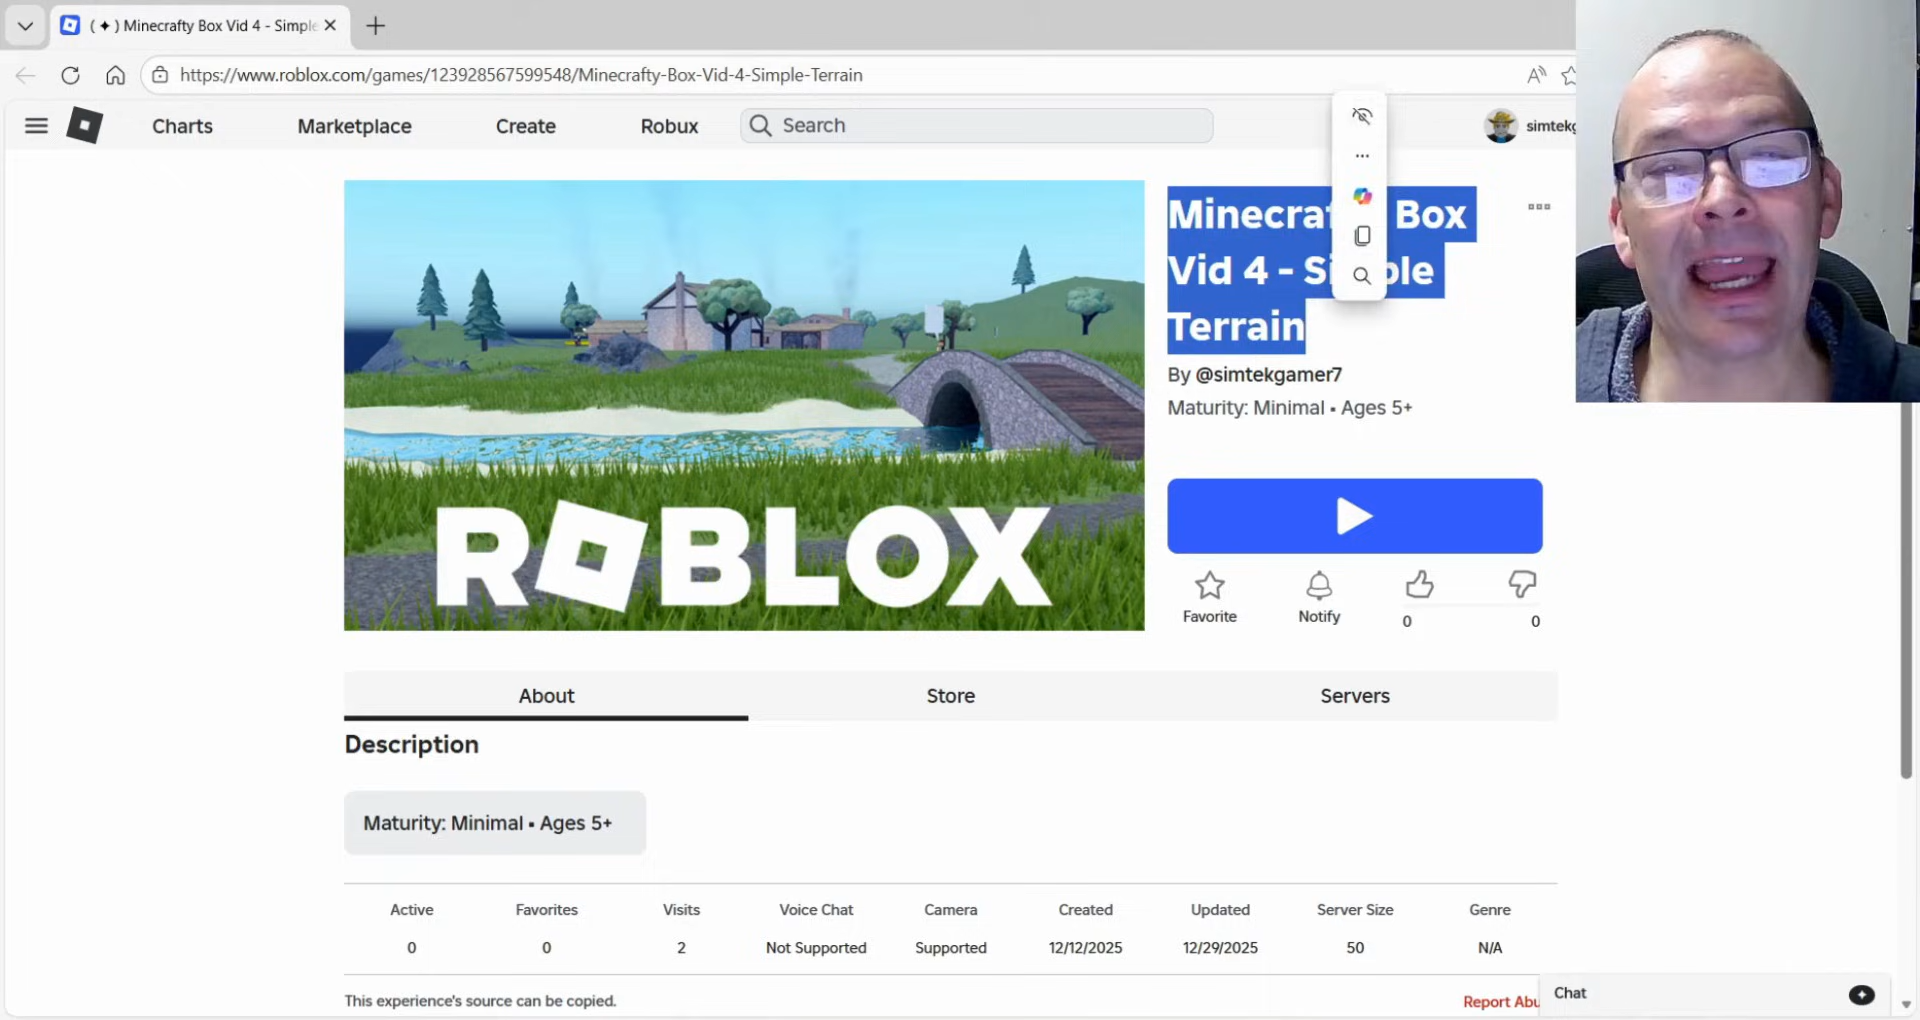 ( ✦ ) Minecrafty Box Vid 4 - Simple
https://www.roblox.com/games/123928567599548/Minecrafty-Box-Vid-4-Simple-Terrain
Charts
Marketplace
Create
Robux
Search
simtekg
Minecraf Box
Vid 4 - Si ple
Terrain
By @simtekgamer7
Maturity: Minimal • Ages 5+
ROBLOX
Favorite
Notify
0
0
About
Store
Servers
Description
Maturity: Minimal • Ages 5+
Active
Favorites
Visits
Voice Chat
Camera
Created
Updated
Server Size
Genre
0
0
2
Not Supported
Supported
12/12/2025
12/29/2025
50
N/A
This experience's source can be copied.
Report Abu
Chat